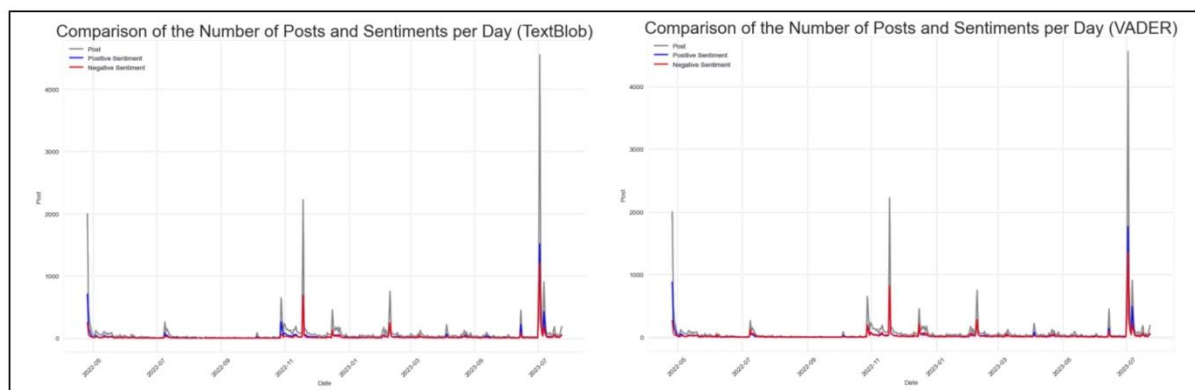 Comparison of the Number of Posts and Sentiments per Day (TextBlob)
Post
Positive Sentiment
Negative Sentiment
4000
3000
2000
1000
0
Post
2022-05
2022-07
2022-09
2022-11
2023-01
2023-03
2023-05
2023-07
Date
Comparison of the Number of Posts and Sentiments per Day (VADER)
Post
Positive Sentiment
Negative Sentiment
4000
3000
2000
1000
0
Post
2022-05
2022-07
2022-09
2022-11
2023-01
2023-03
2023-05
2023-07
Date